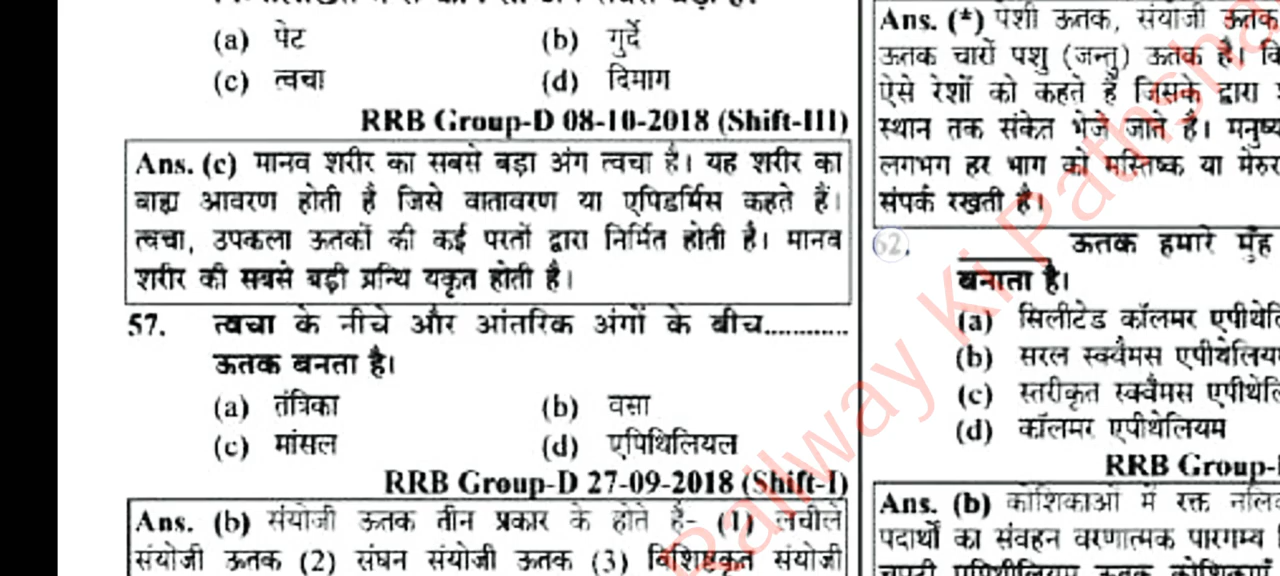 (a) पेट (b) गुर्दे
(c) त्वचा (d) दिमाग
RRB Group-D 08-10-2018 (Shift-III)
Ans. (c) मानव शरीर का सबसे बड़ा अंग त्वचा है। यह शरीर का
बाह्य आवरण होती है जिसे वातावरण या एपिडर्मिस कहते हैं।
त्वचा, उपकला ऊतकों की कई परतों द्वारा निर्मित होती है। मानव
शरीर की सबसे बड़ी ग्रन्थि यकृत होती है।
57. त्वचा के नीचे और आंतरिक अंगों के बीच............
ऊतक बनता है।
(a) तंत्रिका (b) वसा
(c) मांसल (d) एपिथिलियल
RRB Group-D 27-09-2018 (Shift-I)
Ans. (b) संयोजी ऊतक तीन प्रकार के होते है- (1) लचीले
संयोजी ऊतक (2) संघन संयोजी ऊतक (3) विशिष्टकृत संयोजी
Ans. (*) पेशी ऊतक, संयोजी ऊतक
ऊतक चारों पशु (जन्तु) ऊतक है।
ऐसे रेशों को कहते हैं जिसके द्वारा
स्थान तक संकेत भेजे जाते हैं। मनुष्य
लगभग हर भाग को मस्तिष्क या मेरु
संपर्क रखती है।
62. ________ ऊतक हमारे मुँह
बनाता है।
(a) सिलीटेड कॉलमर
(b) सरल स्क्वैमस
(c) स्तरीकृत स्क्वैमस
(d) कॉलमर एपीथेलियम
RRB Group-
Ans. (b) कोशिकाओं में रक्त
पदार्थों का संवहन वरणात्मक पारगम्य
Railway Ki Pathsha